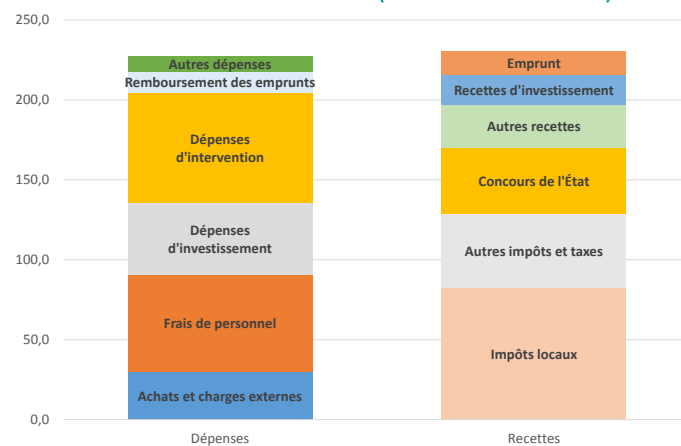 250,0
200,0
150,0
100,0
50,0
0,0
Autres dépenses
Remboursement des emprunts
Dépenses
d'intervention
Dépenses
d'investissement
Frais de personnel
Achats et charges externes
Emprunt
Recettes d'investissement
Autres recettes
Concours de l'État
Autres impôts et taxes
Impôts locaux
Dépenses
Recettes